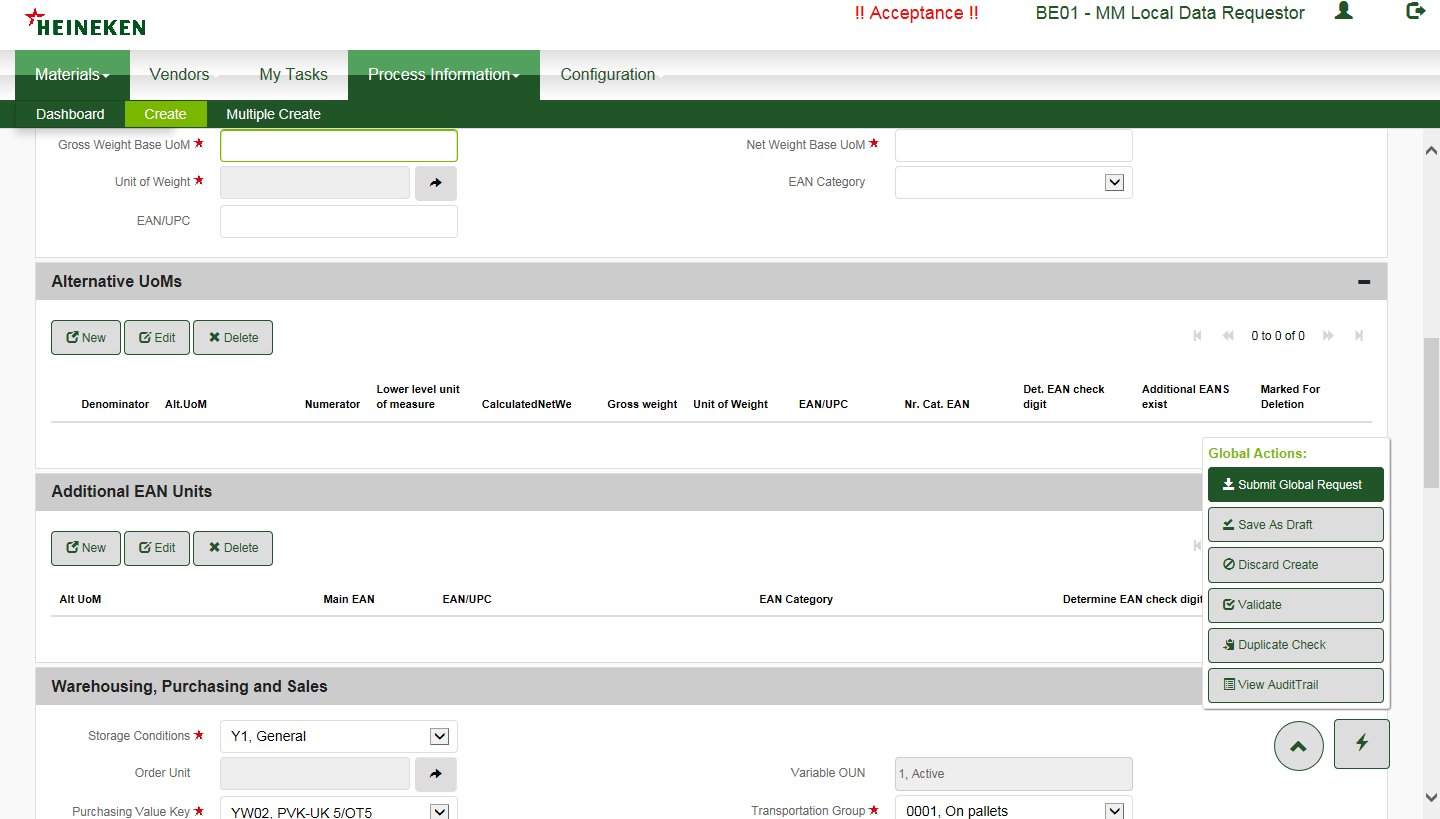 HEINEKEN
!! Acceptance !!
BE01 - MM Local Data Requestor
Materials
Vendors
My Tasks
Process Information
Configuration
Dashboard
Create
Multiple Create
Gross Weight Base UoM
Net Weight Base UoM
Unit of Weight
EAN Category
EAN/UPC
Alternative UoMs
New
Edit
Delete
0 to 0 of 0
Denominator
Alt.UoM
Numerator
Lower level unit
of measure
CalculatedNetWe
Gross weight
Unit of Weight
EAN/UPC
Nr. Cat. EAN
Det. EAN check
digit
Additional EANS
exist
Marked For
Deletion
Global Actions:
Submit Global Request
Save As Draft
Discard Create
Validate
Duplicate Check
View AuditTrail
Additional EAN Units
New
Edit
Delete
Alt UoM
Main EAN
EAN/UPC
EAN Category
Determine EAN check digit
Warehousing, Purchasing and Sales
Storage Conditions
Y1, General
Order Unit
Variable OUN
1, Active
Purchasing Value Key
YW02, PVK-UK 5/OT5
Transportation Group
0001, On pallets